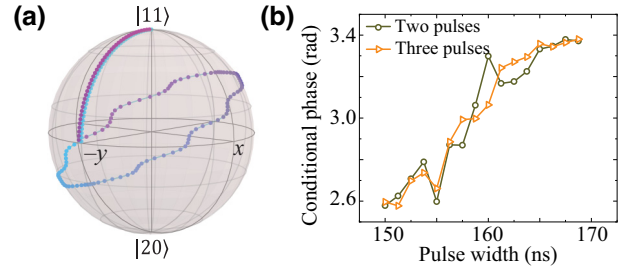 (a)
|11⟩
−y
x
|20⟩
(b)
Conditional phase (rad)
3.4
3.0
2.6
Two pulses
Three pulses
150
160
170
Pulse width (ns)